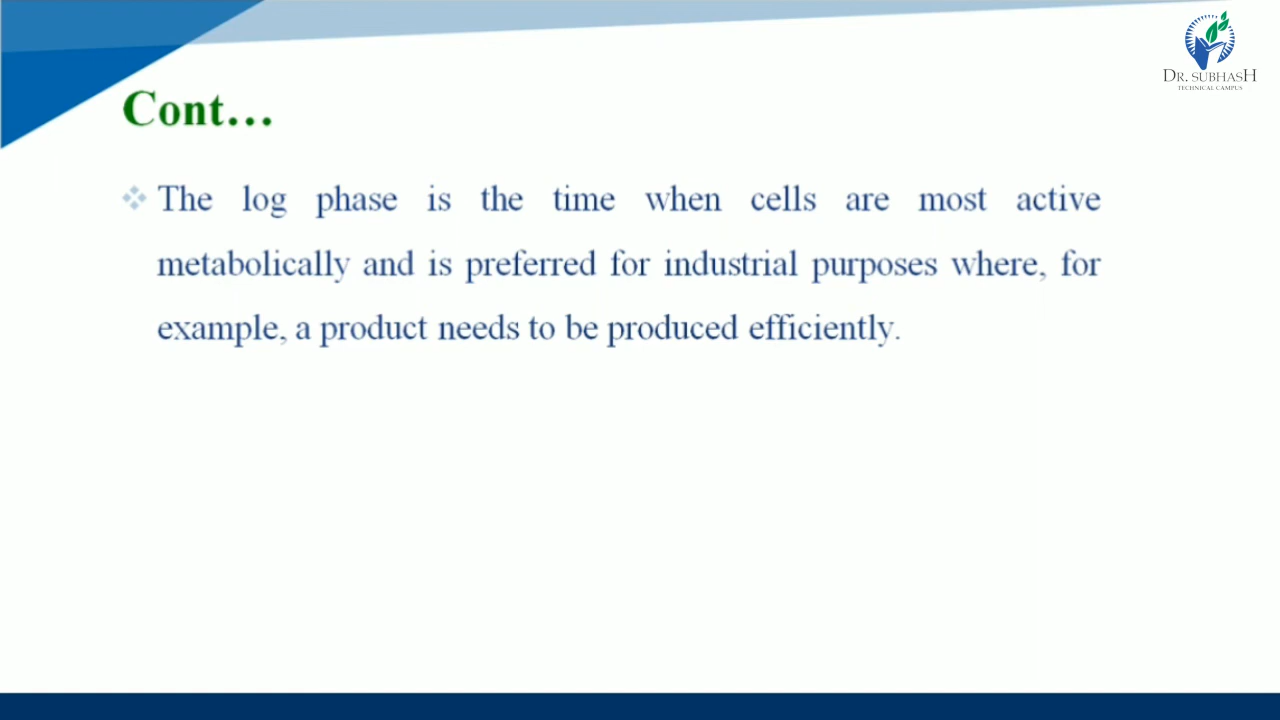 DR. SUBHASH
TECHNICAL CAMPUS
Cont...
The log phase is the time when cells are most active
metabolically and is preferred for industrial purposes where, for
example, a product needs to be produced efficiently.